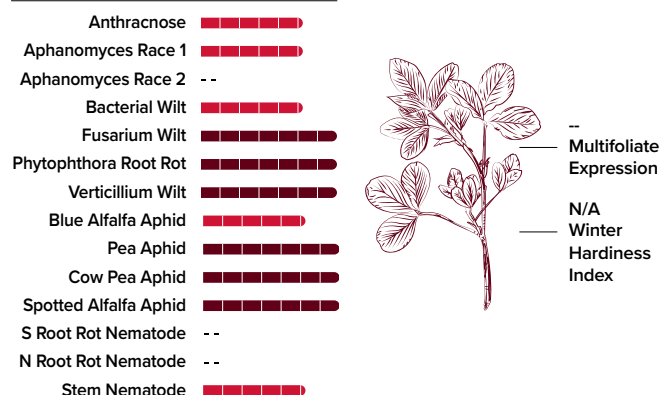 Anthracnose
Aphanomyces Race 1
Aphanomyces Race 2 --
Bacterial Wilt
Fusarium Wilt
Phytophthora Root Rot
Verticillium Wilt
Blue Alfalfa Aphid
Pea Aphid
Cow Pea Aphid
Spotted Alfalfa Aphid
S Root Rot Nematode --
N Root Rot Nematode --
Stem Nematode
--
Multifoliate
Expression
N/A
Winter
Hardiness
Index